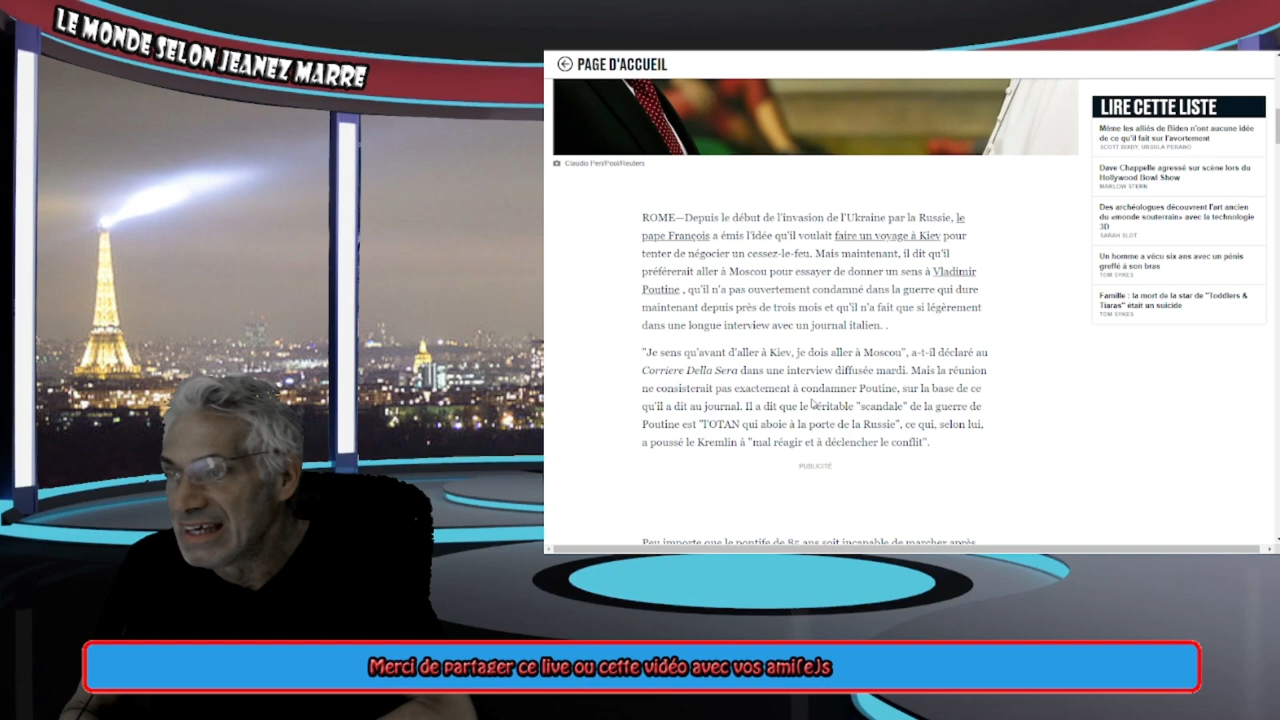 LE MONDE SELON JEANEZ MARRE
PAGE D'ACCUEIL
Claudio Peri/Pool/Reuters
ROME—Depuis le début de l'invasion de l'Ukraine par la Russie, le
pape François a émis l'idée qu'il voulait faire un voyage à Kiev pour
tenter de négocier un cessez-le-feu. Mais maintenant, il dit qu'il
préférerait aller à Moscou pour essayer de donner un sens à Vladimir
Poutine , qu'il n'a pas ouvertement condamné dans la guerre qui dure
maintenant depuis près de trois mois et qu'il n'a fait que si légèrement
dans une longue interview avec un journal italien. .
"Je sens qu'avant d'aller à Kiev, je dois aller à Moscou", a-t-il déclaré au
Corriere Della Sera dans une interview diffusée mardi. Mais la réunion
ne consisterait pas exactement à condamner Poutine, sur la base de ce
qu'il a dit au journal. Il a dit que le véritable "scandale" de la guerre de
Poutine est "l'OTAN qui aboie à la porte de la Russie", ce qui, selon lui,
a poussé le Kremlin à "mal réagir et à déclencher le conflit".
PUBLICITÉ
Peu importe que le pontife de 85 ans soit incapable de marcher après
LIRE CETTE LISTE
Même les alliés de Biden n'ont aucune idée
de ce qu'il fait sur l'avortement
SCOTT BIXBY, URSULA PERANO
Dave Chappelle agressé sur scène lors du
Hollywood Bowl Show
MARLOW STERN
Des archéologues découvrent l'art ancien
du «monde souterrain» avec la technologie
3D
SARAH SLOT
Un homme a vécu six ans avec un pénis
greffé à son bras
TOM SYKES
Famille : la mort de la star de "Toddlers &
Tiaras" était un suicide
TOM SYKES
Merci de partager ce live ou cette vidéo avec vos ami(e)s